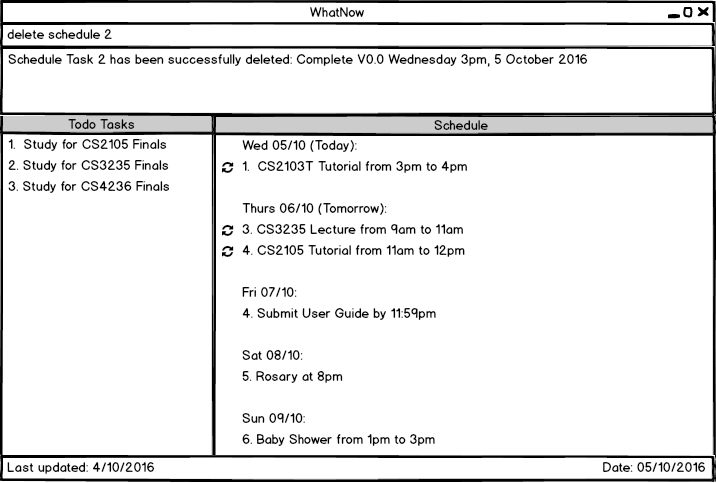 WhatNow
delete schedule 2
Schedule Task 2 has been successfully deleted: Complete V0.0 Wednesday 3pm, 5 October 2016
Todo Tasks
1. Study for CS2105 Finals
2. Study for CS3235 Finals
3. Study for CS4236 Finals
Schedule
Wed 05/10 (Today):
1. CS2103T Tutorial from 3pm to 4pm
Thurs 06/10 (Tomorrow):
3. CS3235 Lecture from 9am to 11am
4. CS2105 Tutorial from 11am to 12pm
Fri 07/10:
4. Submit User Guide by 11:59pm
Sat 08/10:
5. Rosary at 8pm
Sun 09/10:
6. Baby Shower from 1pm to 3pm
Last updated: 4/10/2016
Date: 05/10/2016